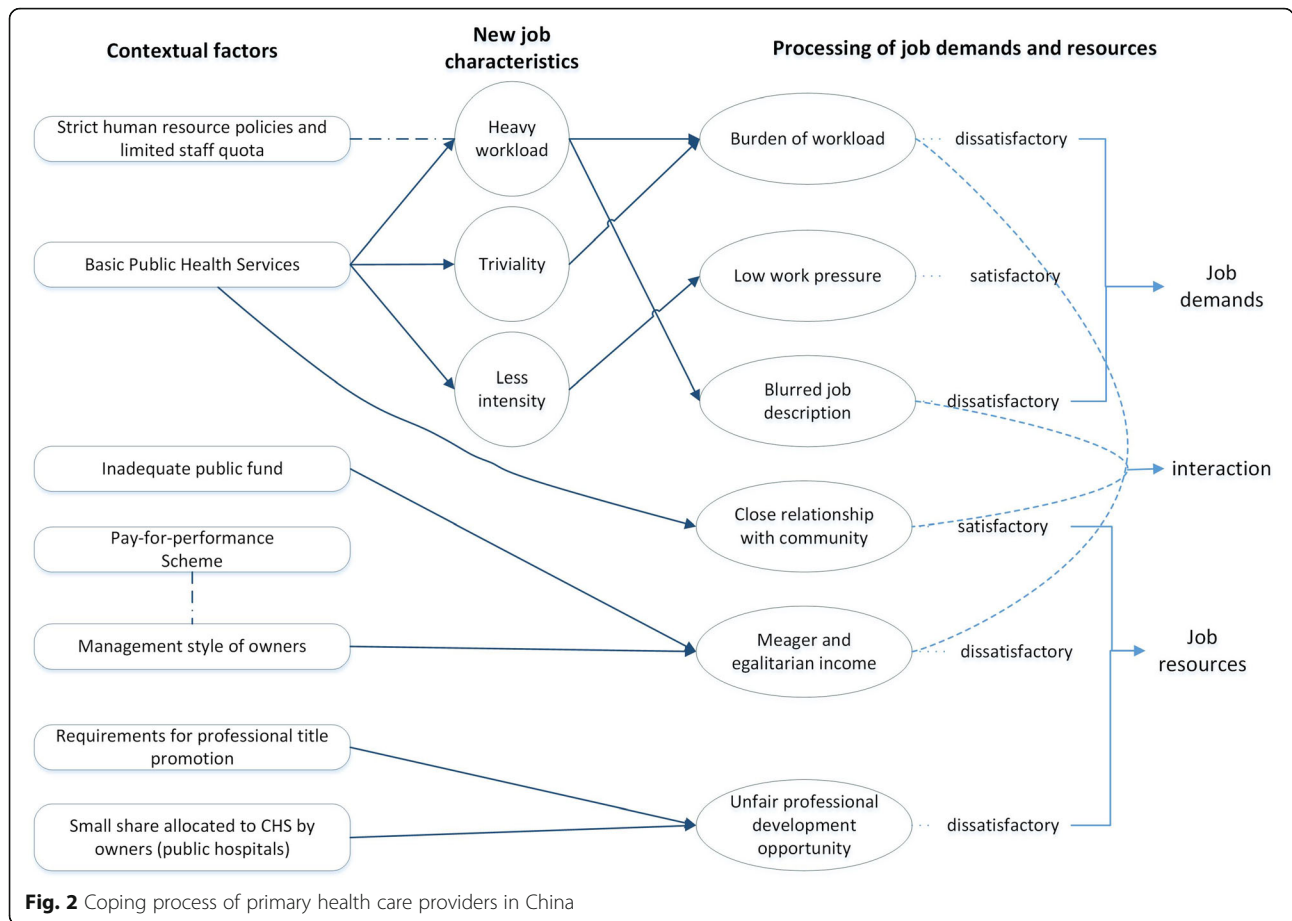 Contextual factors
New job
characteristics
Processing of job demands and resources
Strict human resource policies and
limited staff quota
Basic Public Health Services
Inadequate public fund
Pay-for-performance
Scheme
Management style of owners
Requirements for professional title
promotion
Small share allocated to CHS by
owners (public hospitals)
Heavy
workload
Triviality
Less
intensity
Burden of workload
dissatisfactory
Low work pressure
satisfactory
Blurred job
description
dissatisfactory
Close relationship
with community
satisfactory
Meager and
egalitarian income
dissatisfactory
Unfair professional
development
opportunity
dissatisfactory
Job
demands
interaction
Job
resources
Fig. 2 Coping process of primary health care providers in China